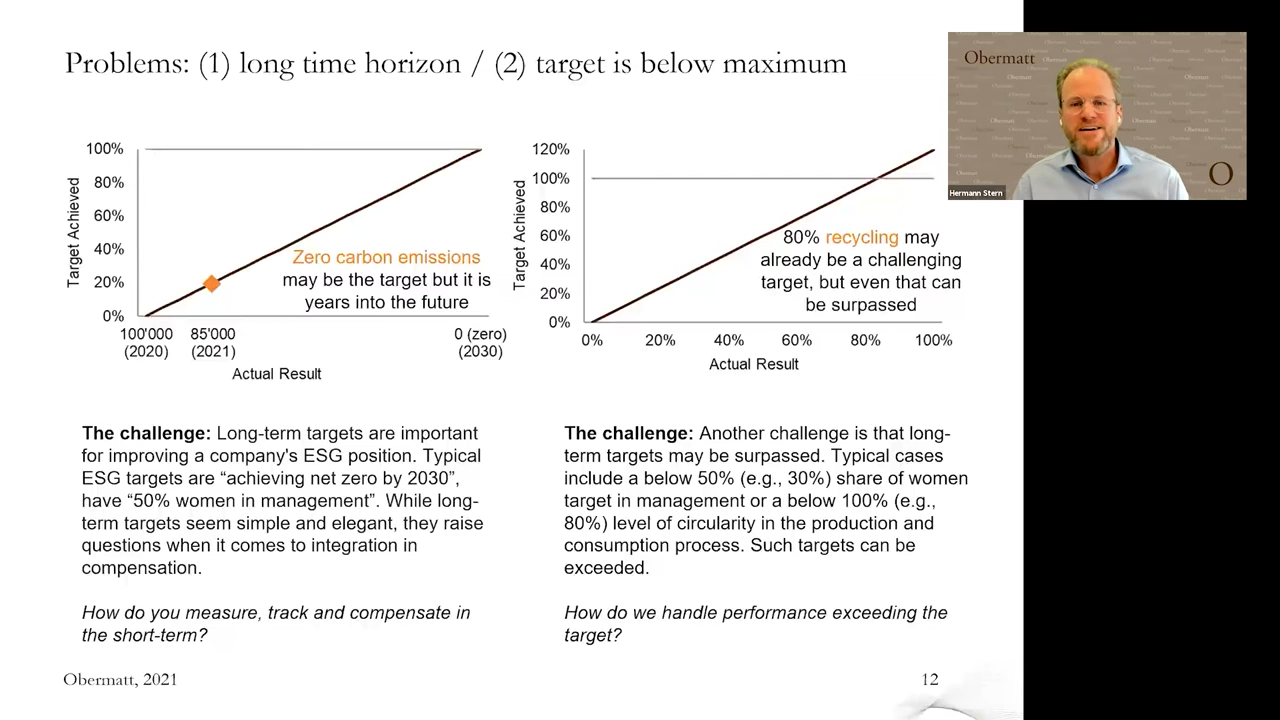 Problems: (1) long time horizon / (2) target is below maximum
100%
80%
60%
40%
20%
0%
Target Achieved
Zero carbon emissions
may be the target but it is
years into the future
100'000
(2020)
85'000
(2021)
0 (zero)
(2030)
Actual Result
120%
100%
80%
60%
40%
20%
0%
Target Achieved
80% recycling may
already be a challenging
target, but even that can
be surpassed
0%
20%
40%
60%
80%
100%
Actual Result
The challenge: Long-term targets are important
for improving a company's ESG position. Typical
ESG targets are “achieving net zero by 2030”,
have “50% women in management”. While long-
term targets seem simple and elegant, they raise
questions when it comes to integration in
compensation.
How do you measure, track and compensate in
the short-term?
The challenge: Another challenge is that long-
term targets may be surpassed. Typical cases
include a below 50% (e.g., 30%) share of women
target in management or a below 100% (e.g.,
80%) level of circularity in the production and
consumption process. Such targets can be
exceeded.
How do we handle performance exceeding the
target?
Obermatt, 2021
12
Obermatt
O
Hermann Stern